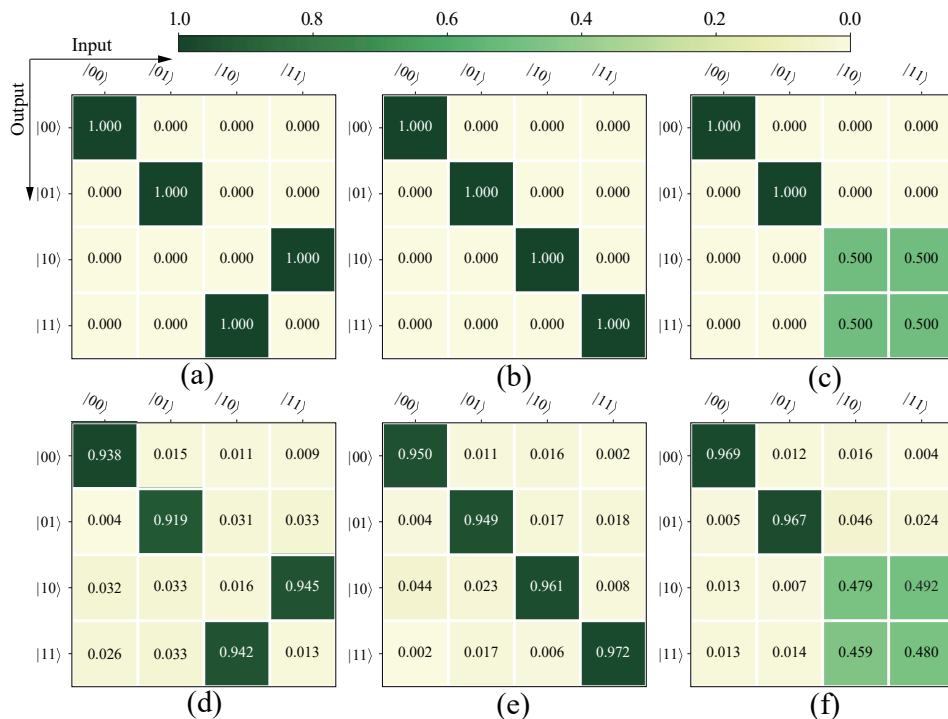 1.0 0.8 0.6 0.4 0.2 0.0
Input
Output
|00⟩ |01⟩ |10⟩ |11⟩ |00⟩ |01⟩ |10⟩ |11⟩ |00⟩ |01⟩ |10⟩ |11⟩
|00⟩ 1.000 0.000 0.000 0.000 |00⟩ 1.000 0.000 0.000 0.000 |00⟩ 1.000 0.000 0.000 0.000
|01⟩ 0.000 1.000 0.000 0.000 |01⟩ 0.000 1.000 0.000 0.000 |01⟩ 0.000 1.000 0.000 0.000
|10⟩ 0.000 0.000 0.000 1.000 |10⟩ 0.000 0.000 1.000 0.000 |10⟩ 0.000 0.000 0.500 0.500
|11⟩ 0.000 0.000 1.000 0.000 |11⟩ 0.000 0.000 0.000 1.000 |11⟩ 0.000 0.000 0.500 0.500
(a) (b) (c)
|00⟩ |01⟩ |10⟩ |11⟩ |00⟩ |01⟩ |10⟩ |11⟩ |00⟩ |01⟩ |10⟩ |11⟩
|00⟩ 0.938 0.015 0.011 0.009 |00⟩ 0.950 0.011 0.016 0.002 |00⟩ 0.969 0.012 0.016 0.004
|01⟩ 0.004 0.919 0.031 0.033 |01⟩ 0.004 0.949 0.017 0.018 |01⟩ 0.005 0.967 0.046 0.024
|10⟩ 0.032 0.033 0.016 0.945 |10⟩ 0.044 0.023 0.961 0.008 |10⟩ 0.013 0.007 0.479 0.492
|11⟩ 0.026 0.033 0.942 0.013 |11⟩ 0.002 0.017 0.006 0.972 |11⟩ 0.013 0.014 0.459 0.480
(d) (e) (f)